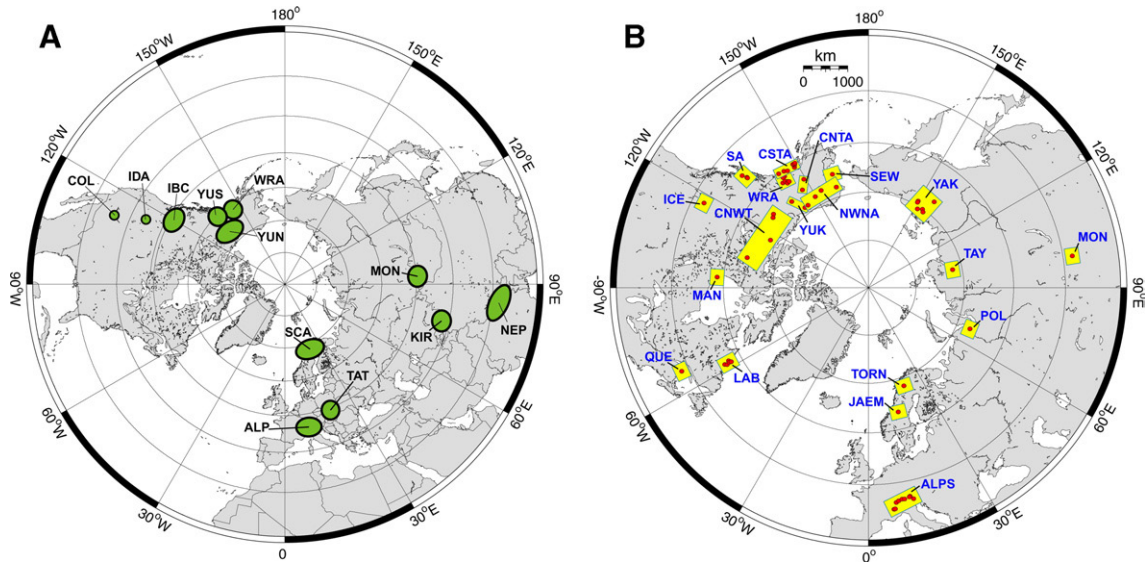 A
180°
150°W
150°E
120°W
120°E
COL
IDA
IBC
YUS
WRA
YUN
MON
90°W
90°E
NEP
KIR
SCA
TAT
ALP
60°W
60°E
30°W
30°E
0
B
180°
km
0 1000
150°W
150°E
120°W
120°E
CNTA
CSTA
SA
SEW
YAK
WRA
ICE
NWNA
CNWT
YUK
MON
TAY
90°W
90°E
MAN
POL
QUE
LAB
TORN
JAEM
60°W
60°E
ALPS
30°W
30°E
0°